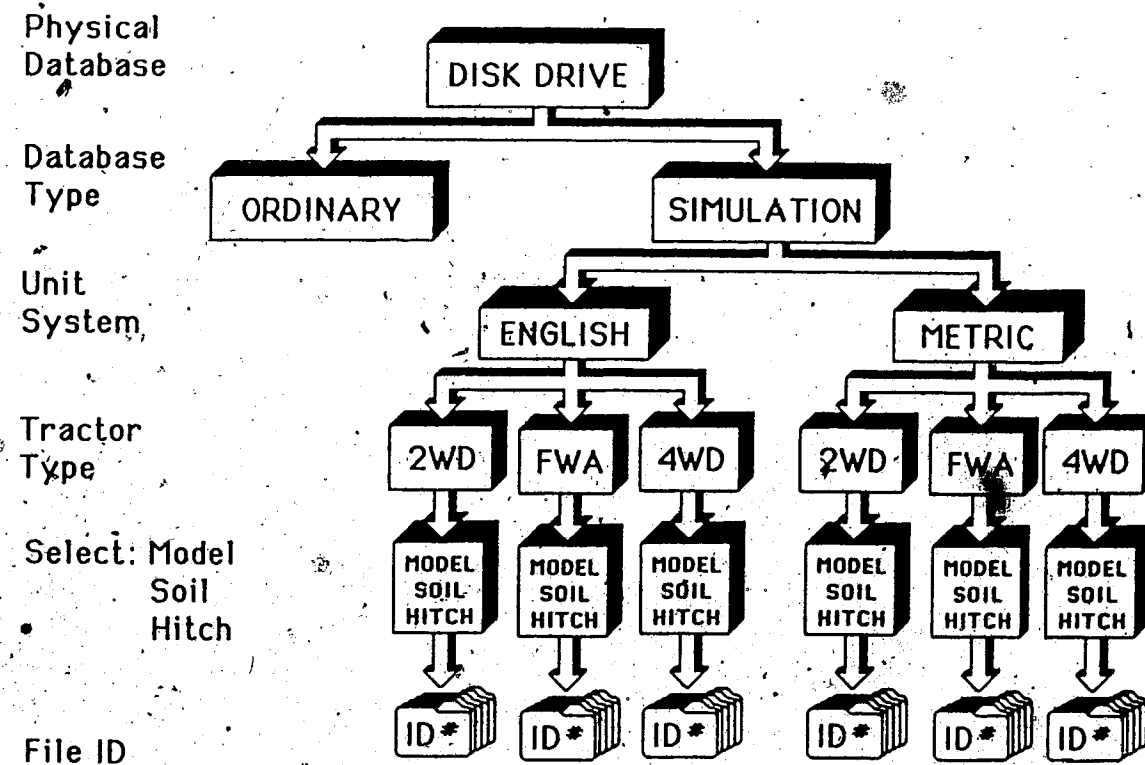 Physical
Database
DISK DRIVE
Database
Type
ORDINARY
SIMULATION
Unit
System
ENGLISH
METRIC
Tractor
Type
2WD
FWA
4WD
2WD
FWA
4WD
Select: Model
Soil
Hitch
MODEL
SOIL
HITCH
MODEL
SOIL
HITCH
MODEL
SOIL
HITCH
MODEL
SOIL
HITCH
MODEL
SOIL
HITCH
MODEL
SOIL
HITCH
File ID
ID#
ID#
ID#
ID#
ID#
ID#